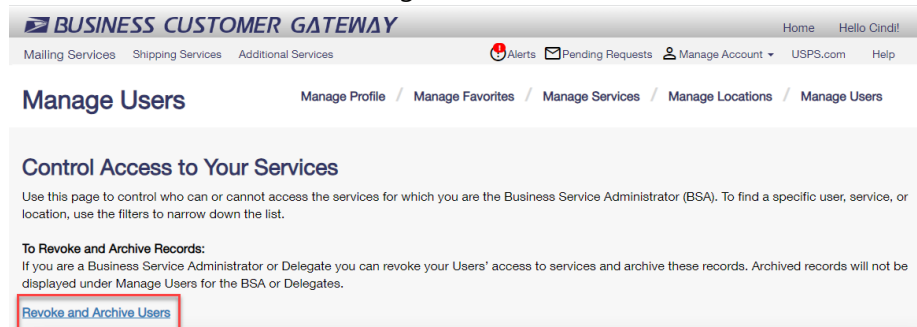 BUSINESS CUSTOMER GATEWAY
Home Hello Cindi!
Mailing Services Shipping Services Additional Services Alerts Pending Requests Manage Account USPS.com Help
Manage Users Manage Profile / Manage Favorites / Manage Services / Manage Locations / Manage Users
Control Access to Your Services
Use this page to control who can or cannot access the services for which you are the Business Service Administrator (BSA). To find a specific user, service, or
location, use the filters to narrow down the list.
To Revoke and Archive Records:
If you are a Business Service Administrator or Delegate you can revoke your Users' access to services and archive these records. Archived records will not be
displayed under Manage Users for the BSA or Delegates.
Revoke and Archive Users